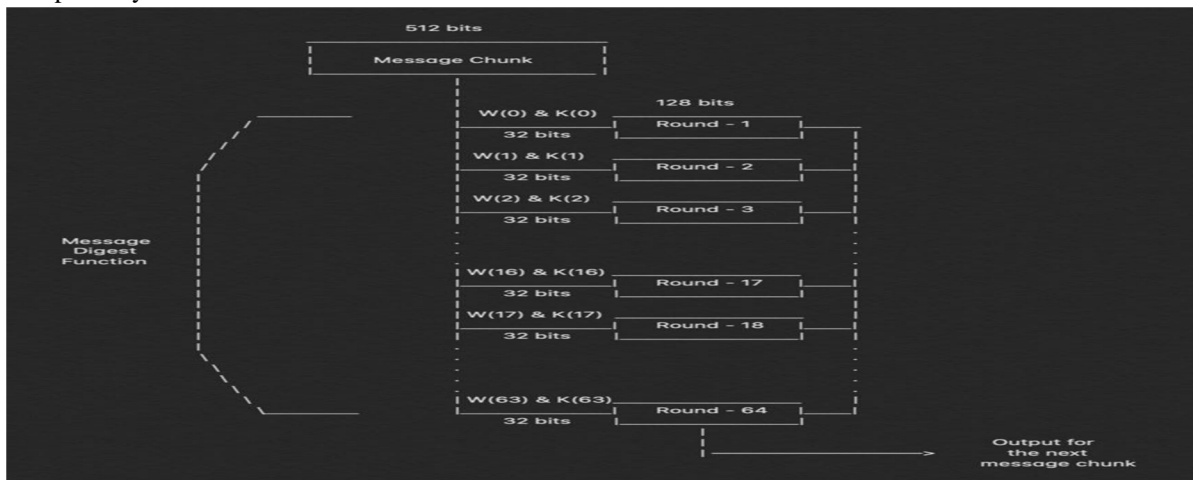 512 bits
Message Chunk
128 bits
W(0) & K(0)
Round - 1
32 bits
W(1) & K(1)
Round - 2
32 bits
W(2) & K(2)
Round - 3
32 bits
Message
Digest
Function
W(16) & K(16)
Round - 17
32 bits
W(17) & K(17)
Round - 18
32 bits
W(63) & K(63)
Round - 64
32 bits
Output for
the next
message chunk